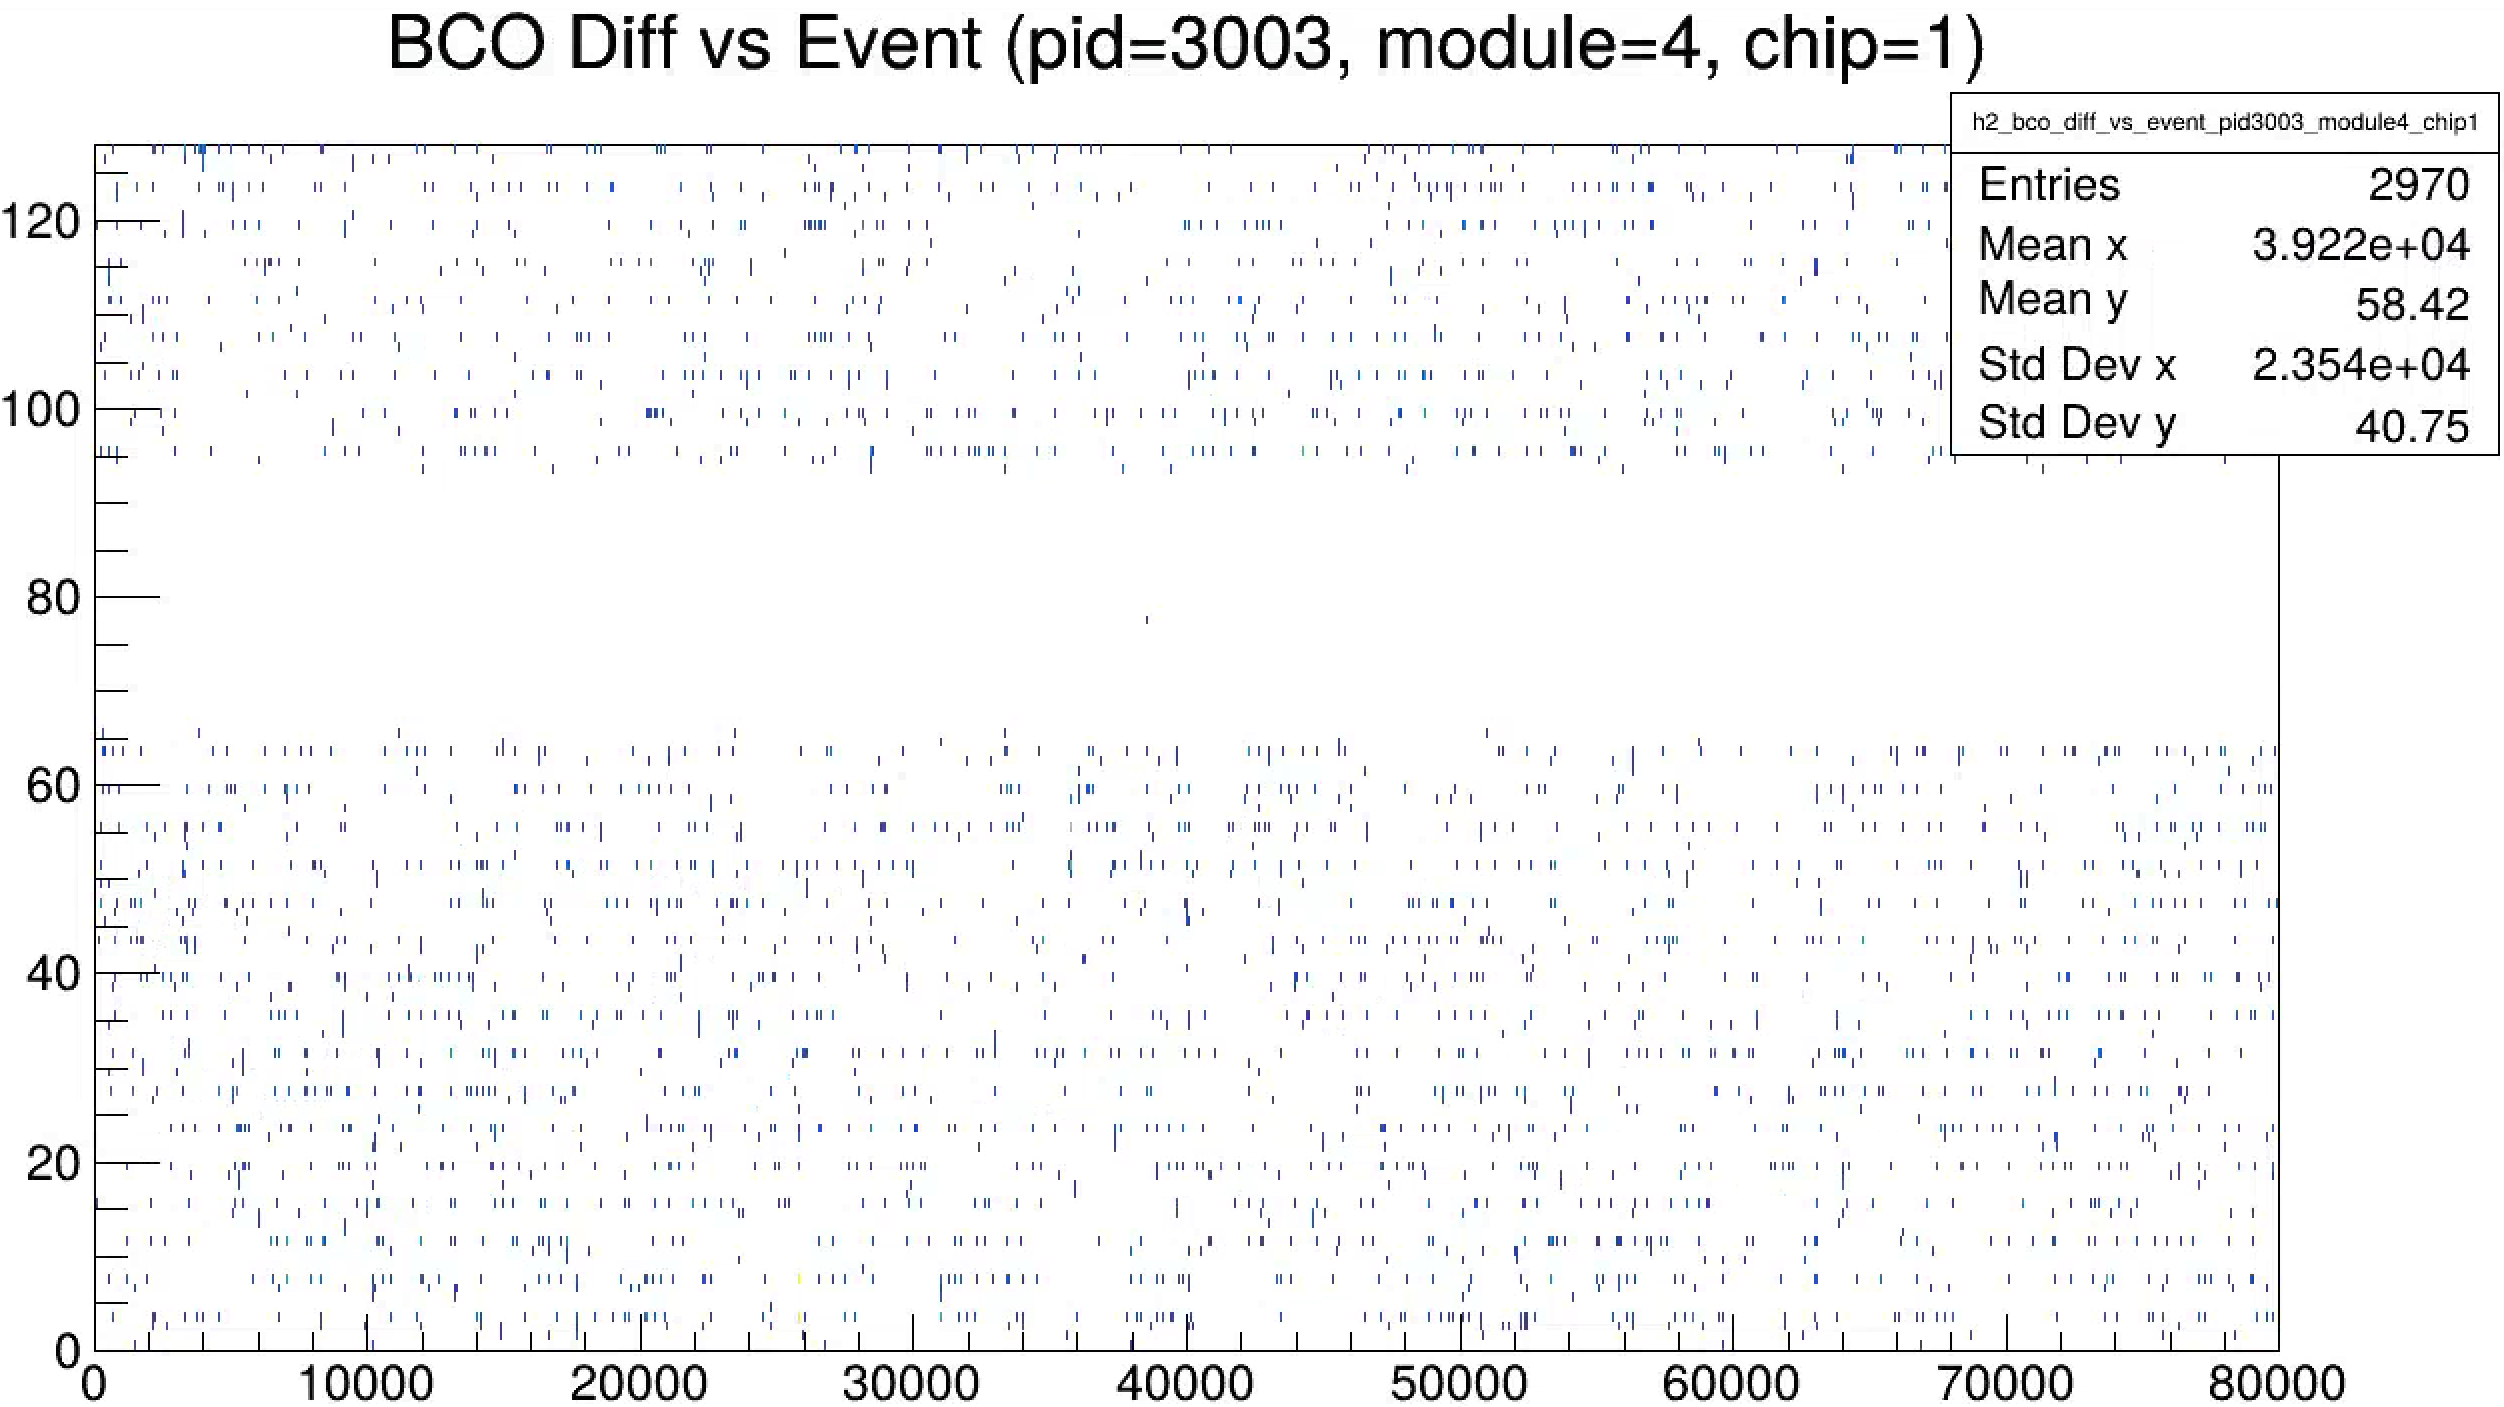 BCO Diff vs Event (pid=3003, module=4, chip=1)
h2_bco_diff_vs_event_pid3003_module4_chip1
Entries 2970
Mean x 3.922e+04
Mean y 58.42
Std Dev x 2.354e+04
Std Dev y 40.75
120
100
80
60
40
20
0
0 10000 20000 30000 40000 50000 60000 70000 80000